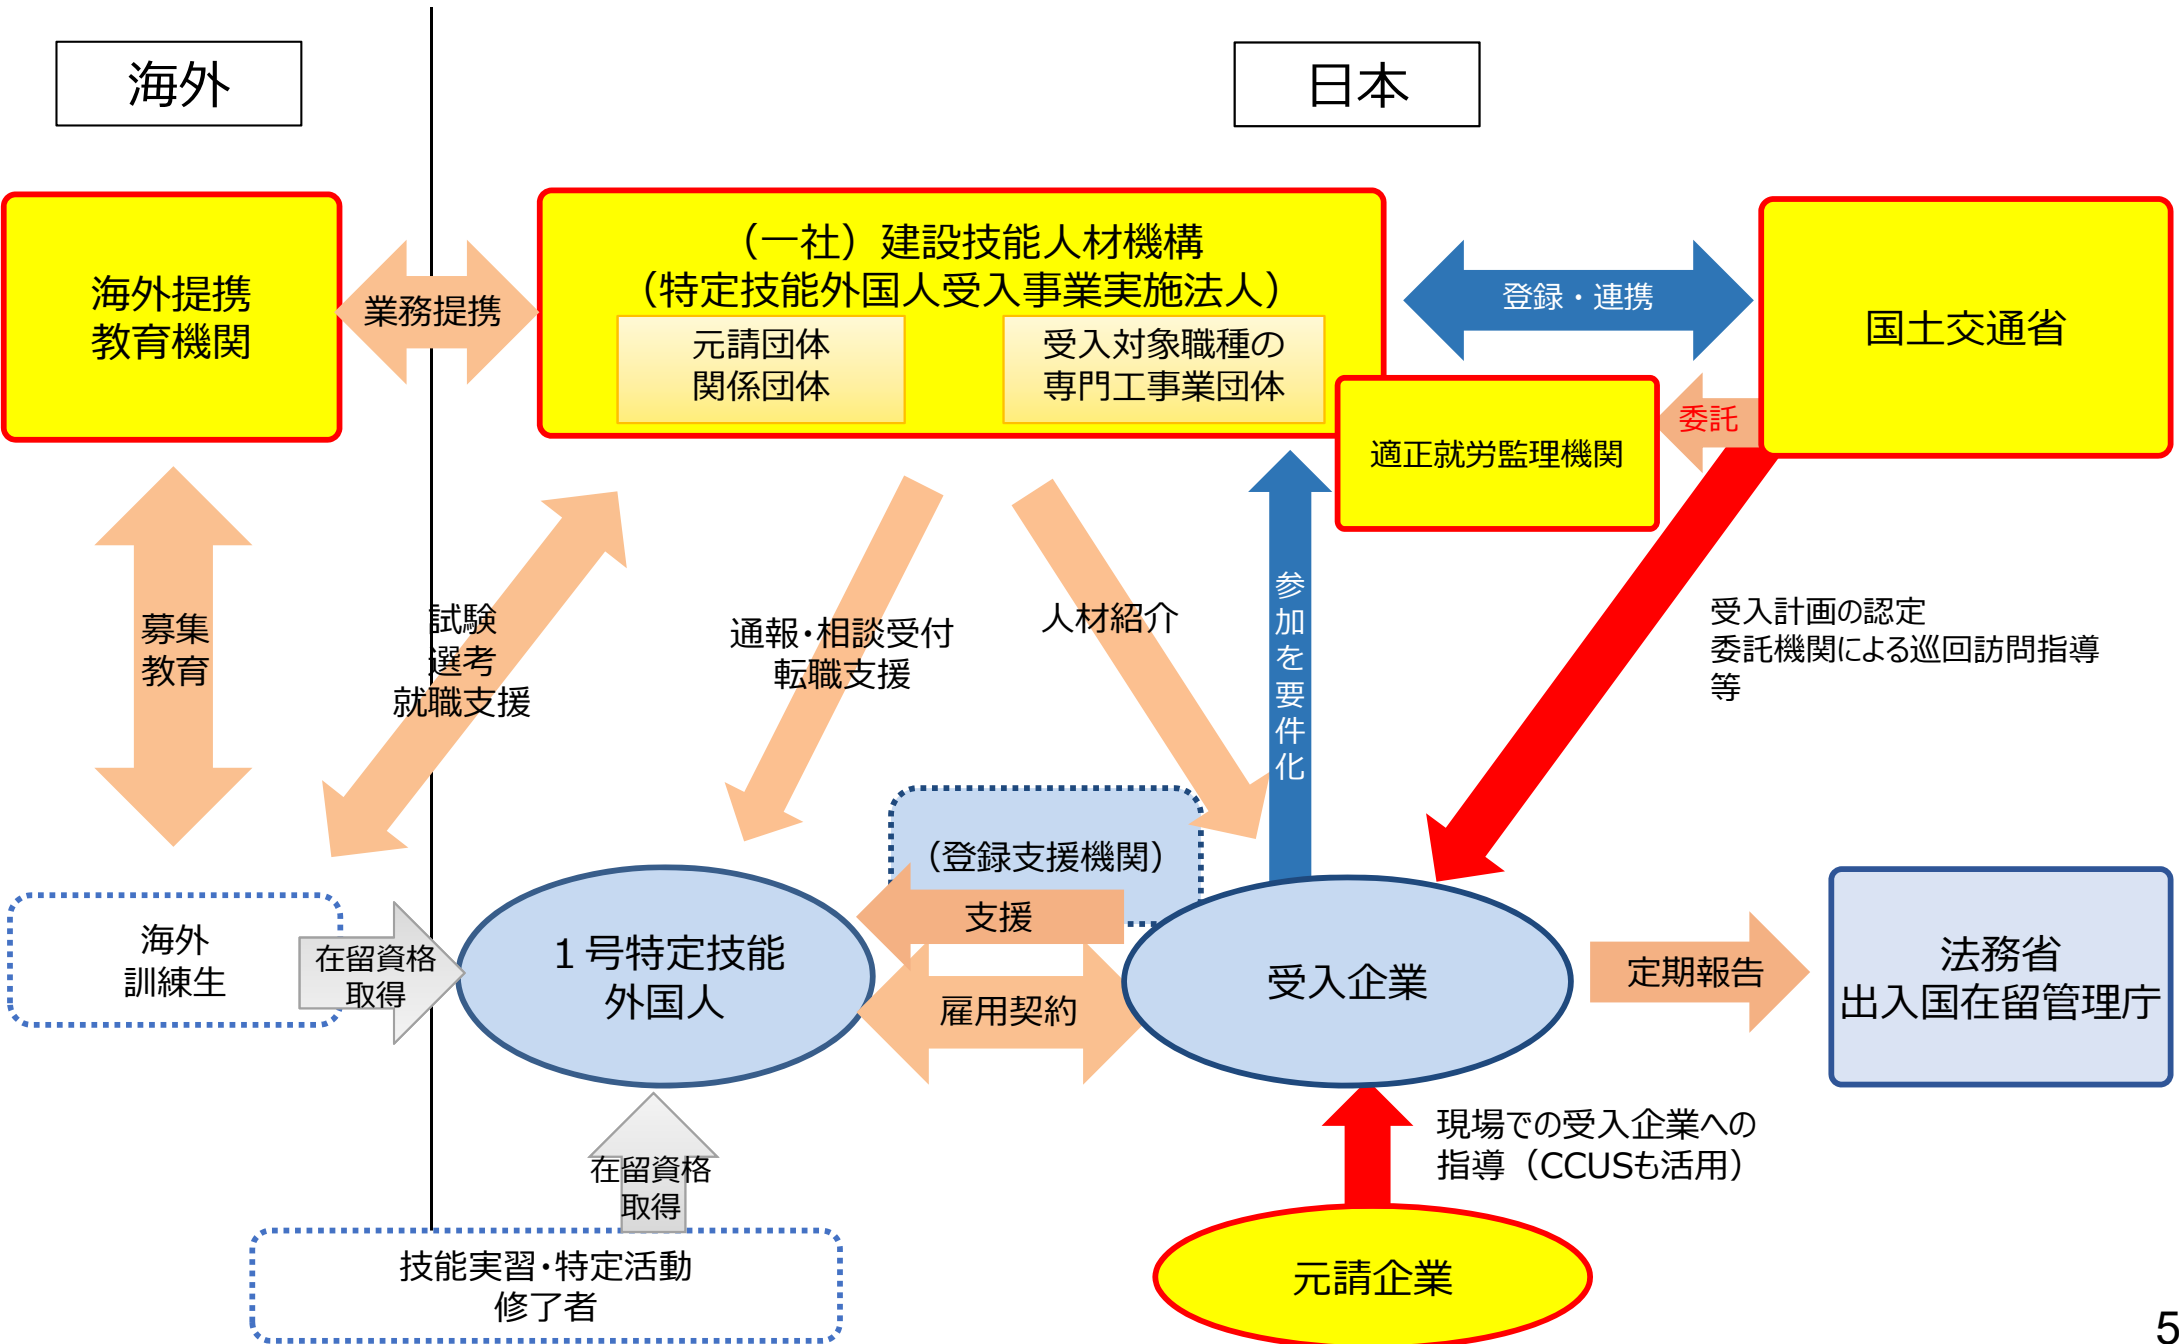 海外
日本
海外提携
教育機関
業務提携
（一社）建設技能人材機構
（特定技能外国人受入事業実施法人）
元請団体
関係団体
受入対象職種の
専門工事業団体
登録・連携
国土交通省
委託
適正就労監理機関
募集
教育
試験
選考
就職支援
通報・相談受付
転職支援
人材紹介
参加を要件化
受入計画の認定
委託機関による巡回訪問指導
等
（登録支援機関）
支援
海外
訓練生
在留資格
取得
１号特定技能
外国人
雇用契約
受入企業
定期報告
法務省
出入国在留管理庁
在留資格
取得
現場での受入企業への
指導（CCUSも活用）
技能実習・特定活動
修了者
元請企業
5